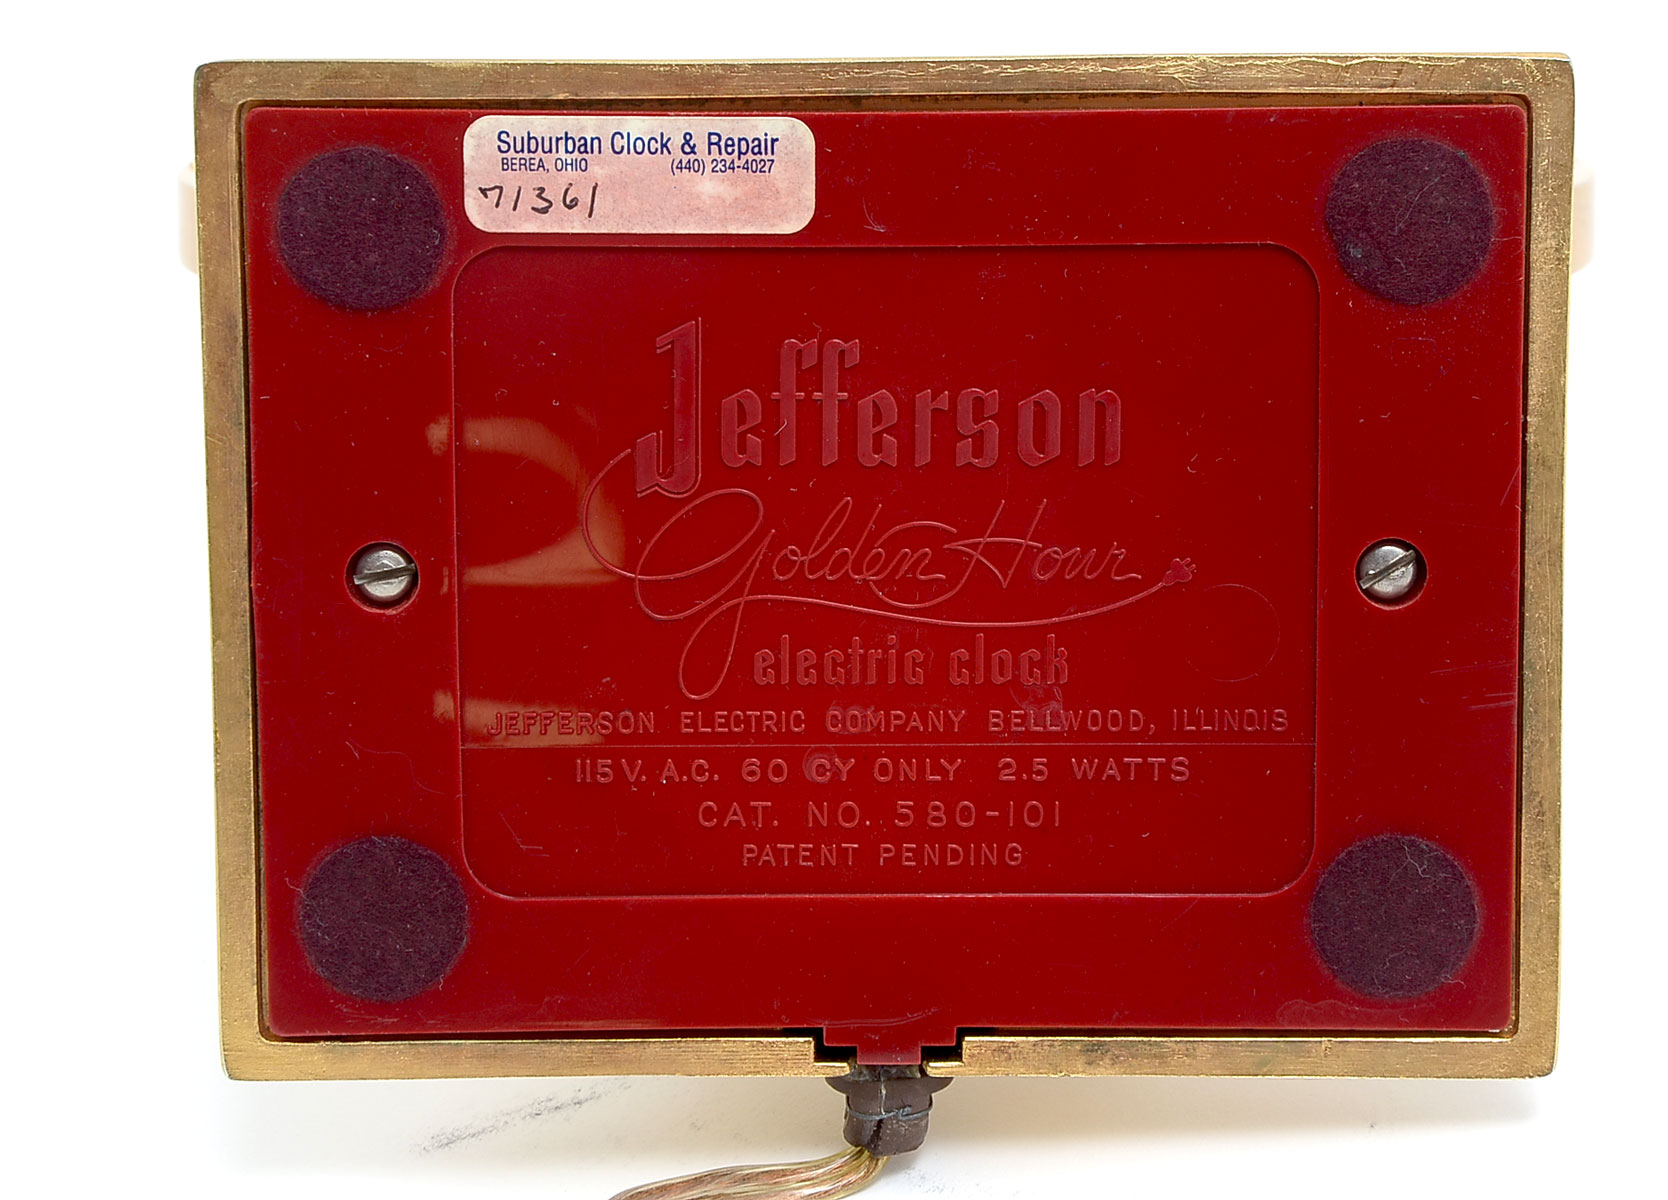 Suburban Clock & Repair
BEREA, OHIO (440) 234-4027
71361
Jefferson
Golden Hour
electric clock
JEFFERSON ELECTRIC COMPANY BELLWOOD, ILLINOIS
115 V. A.C. 60 CY ONLY 2.5 WATTS
CAT. NO. 580-101
PATENT PENDING